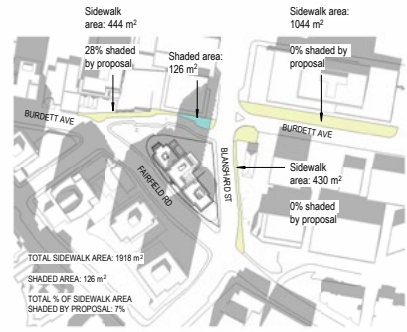 Sidewalk
area: 444 m²
28% shaded
by proposal
Shaded area:
126 m²
Sidewalk area:
1044 m²
0% shaded by
proposal
BURDETT AVE
BURDETT AVE
BLANSHARD ST
FAIRFIELD RD
Sidewalk
area: 430 m²
0% shaded
by proposal
TOTAL SIDEWALK AREA: 1918 m²
SHADED AREA: 126 m²
TOTAL % OF SIDEWALK AREA
SHADED BY PROPOSAL: 7%